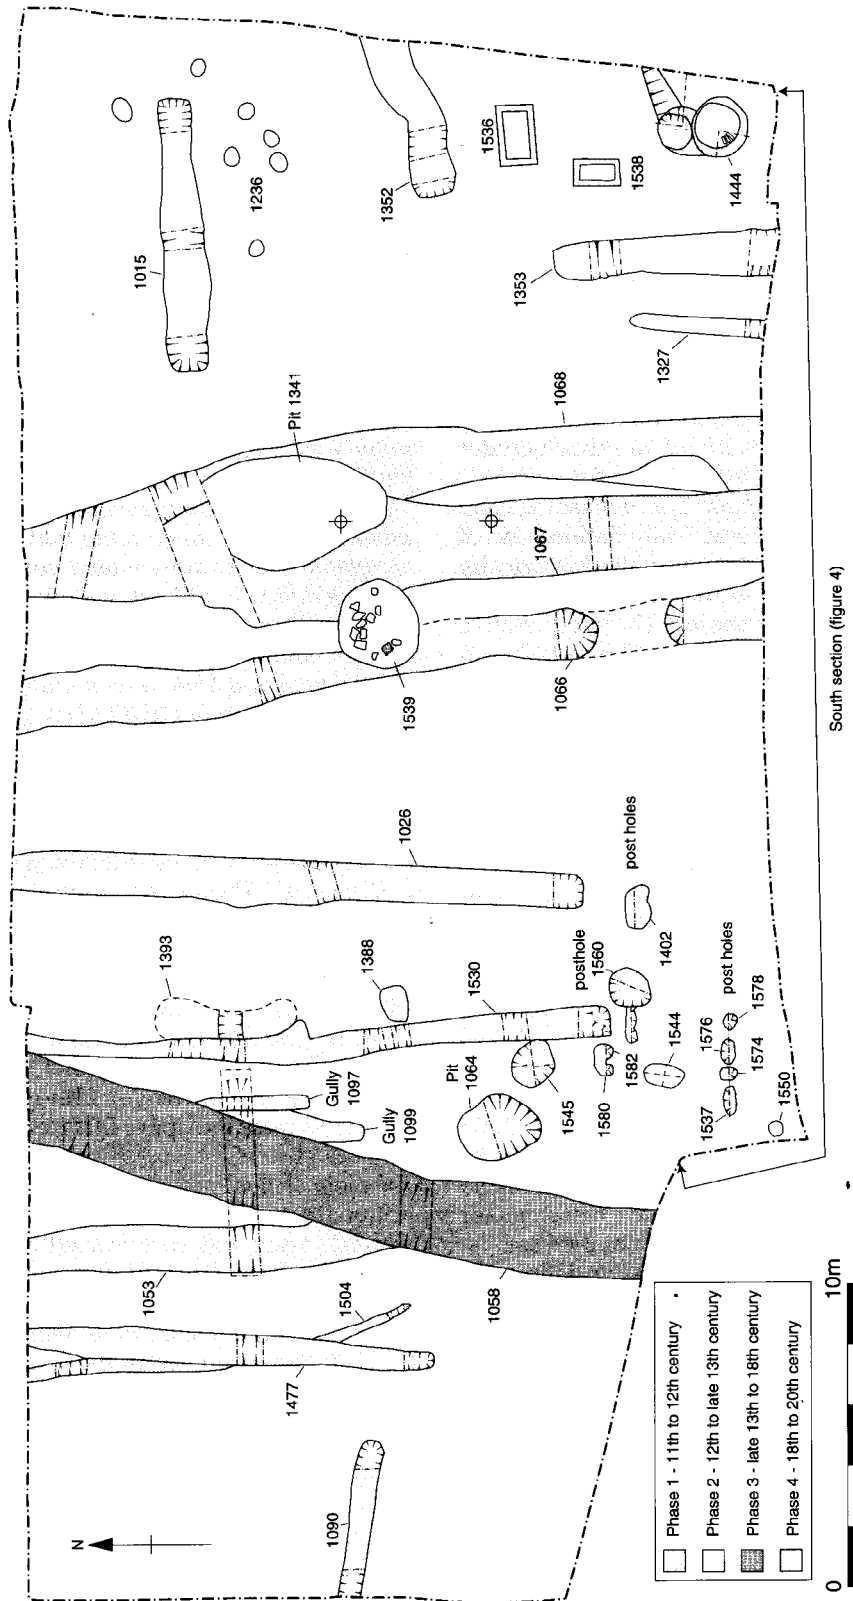 1015
1236
1352
1536
1538
1444
1353
1327
Pit 1341
1068
1067
1539
1066
1026
1393
1388
1530
posthole
1560
post holes
1402
Gully
1097
Gully
1099
Pit
1064
1545
1580
1582
1544
1576
post holes
1578
1574
1537
1550
1053
1504
1058
1477
1090
N
South section (figure 4)
Phase 1 - 11th to 12th century
Phase 2 - 12th to late 13th century
Phase 3 - late 13th to 18th century
Phase 4 - 18th to 20th century
0
10m